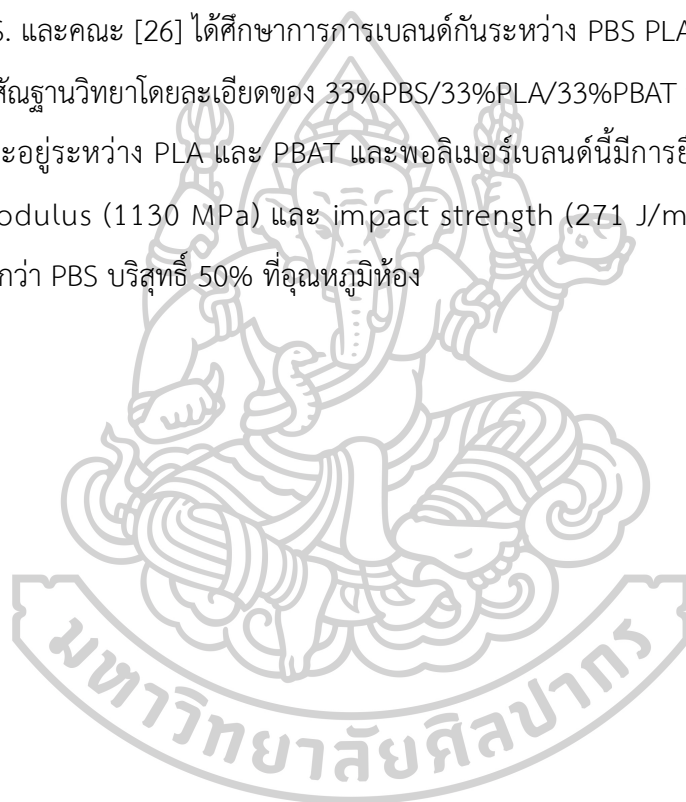 S. และคณะ [26] ได้ศึกษาการการเบลนด์กันระหว่าง PBS PLA
สัณฐานวิทยาโดยละเอียดของ 33%PBS/33%PLA/33%PBAT
ะอยู่ระหว่าง PLA และ PBAT และพอลิเมอร์เบลนด์นี้มีการยื
odulus (1130 MPa) และ impact strength (271 J/m
กว่า PBS บริสุทธิ์ 50% ที่อุณหภูมิห้อง
มหาวิทยาลัยศิลปากร